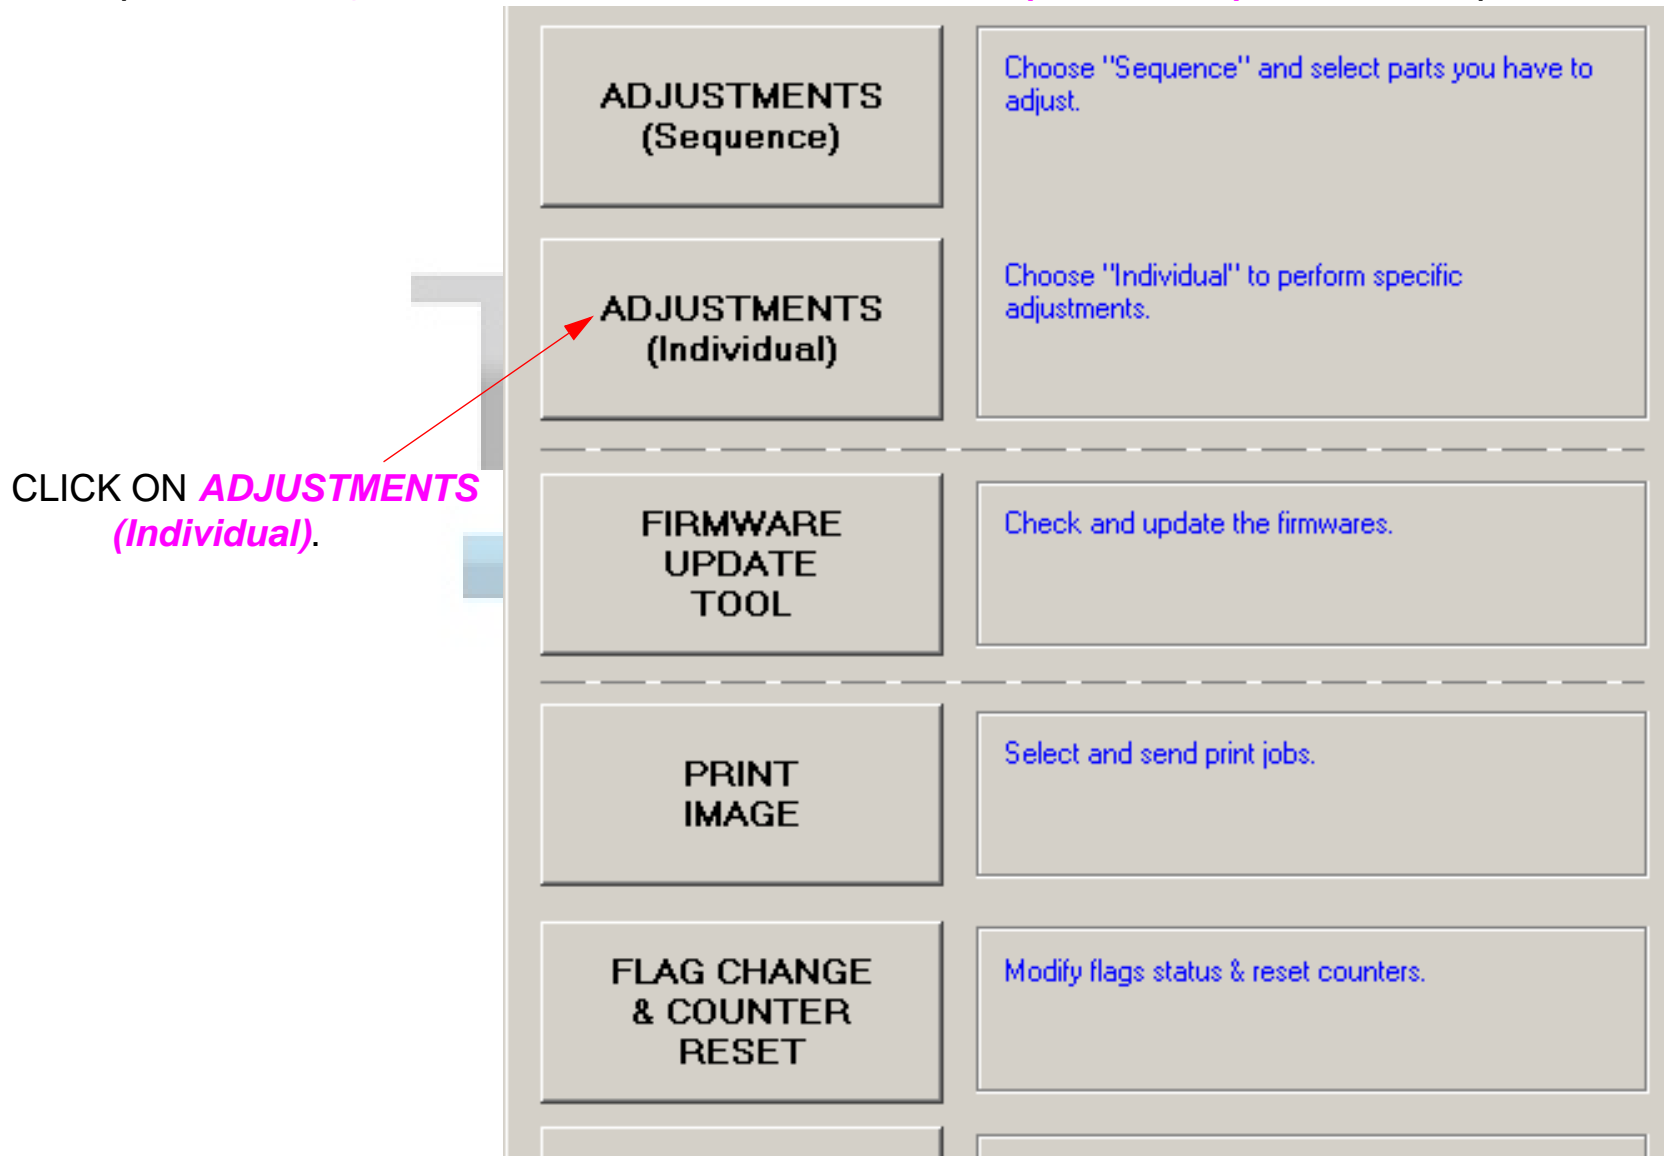 ADJUSTMENTS
(Sequence)
Choose "Sequence" and select parts you have to
adjust.
ADJUSTMENTS
(Individual)
Choose "Individual" to perform specific
adjustments.
CLICK ON ADJUSTMENTS
(Individual).
FIRMWARE
UPDATE
TOOL
Check and update the firmwares.
PRINT
IMAGE
Select and send print jobs.
FLAG CHANGE
& COUNTER
RESET
Modify flags status & reset counters.